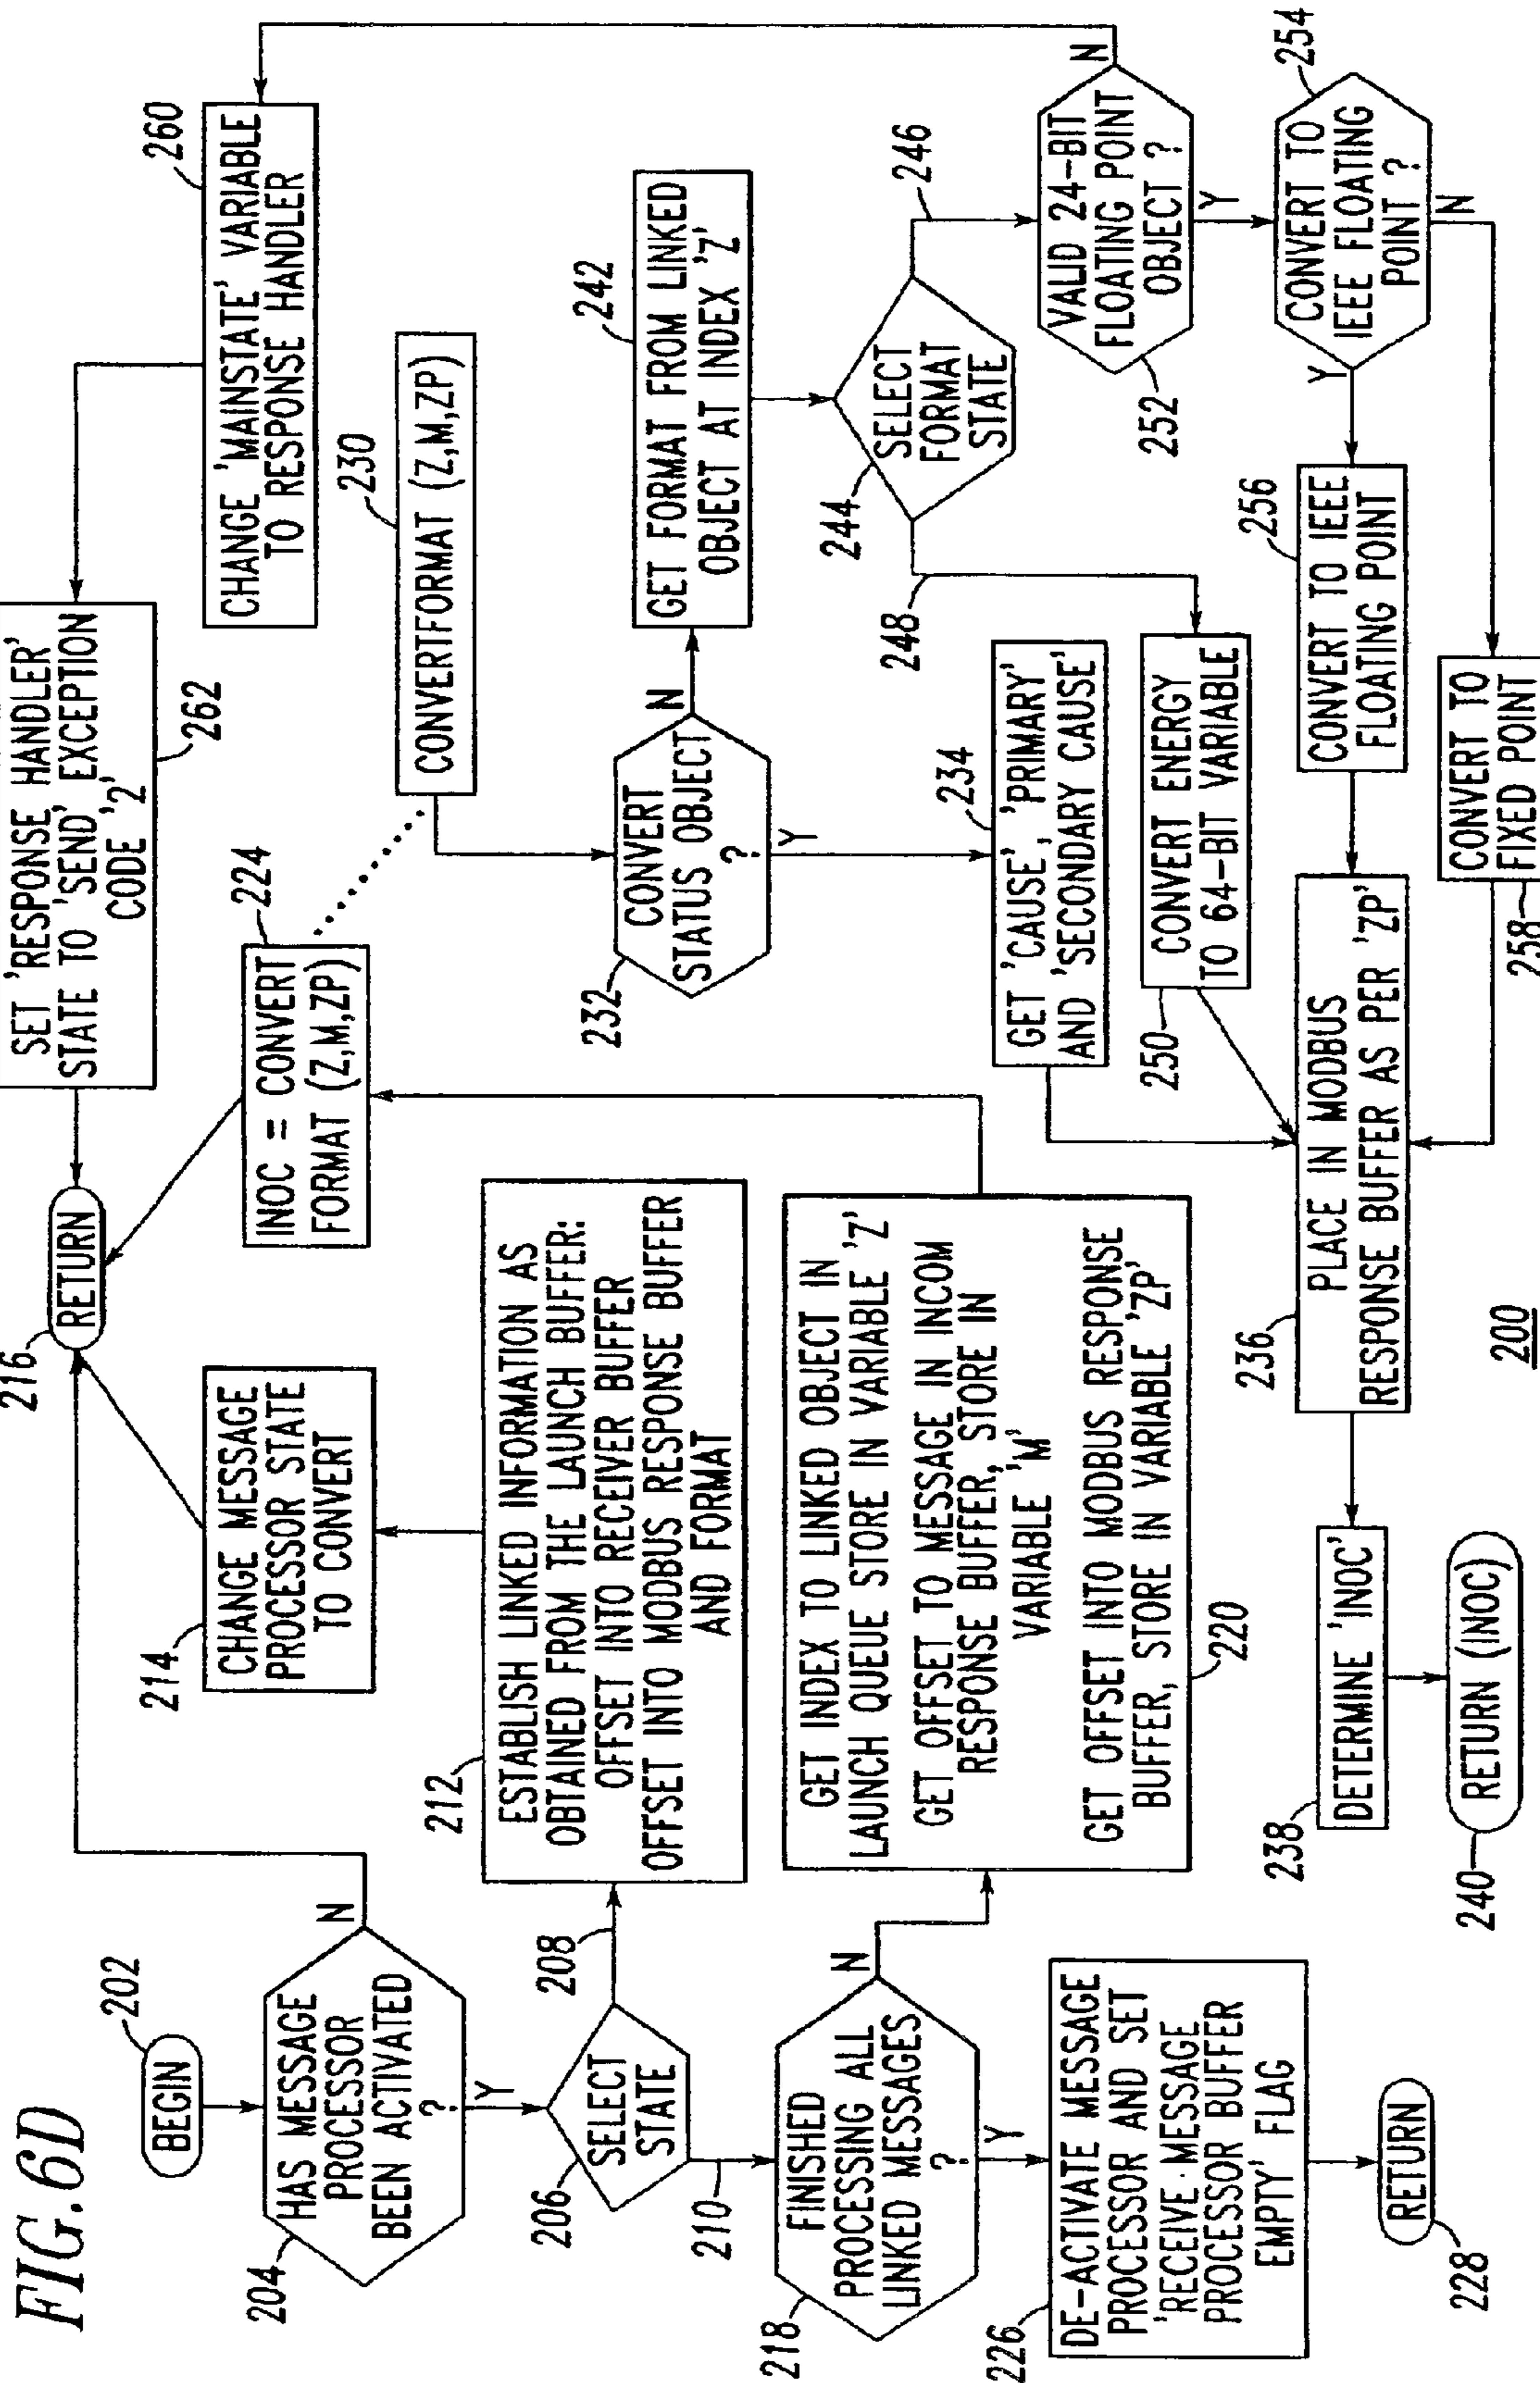 FIG. 6D
BEGIN
202
HAS MESSAGE
PROCESSOR
BEEN ACTIVATED
?
204
N
Y
SELECT
STATE
206
208
210
FINISHED
PROCESSING ALL
LINKED MESSAGES
?
218
N
Y
DE-ACTIVATE MESSAGE
PROCESSOR AND SET
'RECEIVE MESSAGE
PROCESSOR BUFFER
EMPTY' FLAG
226
RETURN
228
216
RETURN
CHANGE MESSAGE
PROCESSOR STATE
TO CONVERT
214
ESTABLISH LINKED INFORMATION AS
OBTAINED FROM THE LAUNCH BUFFER:
OFFSET INTO RECEIVER BUFFER
OFFSET INTO MODBUS RESPONSE BUFFER
AND FORMAT
212
GET INDEX TO LINKED OBJECT IN
LAUNCH QUEUE STORE IN VARIABLE 'Z'
GET OFFSET TO MESSAGE IN INCOM
RESPONSE BUFFER, STORE IN
VARIABLE 'M'
GET OFFSET INTO MODBUS RESPONSE
BUFFER, STORE IN VARIABLE 'ZP'
220
INOC = CONVERT
FORMAT (Z,M,ZP)
224
SET 'RESPONSE HANDLER'
STATE TO 'SEND' EXCEPTION
CODE '2'
262
CHANGE 'MAINSTATE' VARIABLE
TO RESPONSE HANDLER
260
CONVERTFORMAT (Z,M,ZP)
230
CONVERT
STATUS OBJECT
?
232
N
Y
GET FORMAT FROM LINKED
OBJECT AT INDEX 'Z'
242
SELECT
FORMAT
STATE
244
246
248
GET 'CAUSE', 'PRIMARY'
AND 'SECONDARY CAUSE'
234
CONVERT ENERGY
TO 64-BIT VARIABLE
250
VALID 24-BIT
FLOATING POINT
OBJECT ?
252
N
Y
CONVERT TO
IEEE FLOATING
POINT ?
254
Y
N
CONVERT TO IEEE
FLOATING POINT
256
CONVERT TO
FIXED POINT
258
PLACE IN MODBUS
RESPONSE BUFFER AS PER 'ZP'
236
DETERMINE 'INOC'
238
RETURN (INOC)
240
200